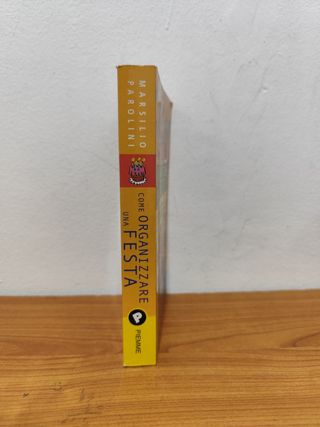 MARSILIO
PAROLINI
COME ORGANIZZARE
UNA FESTA
PIEMME